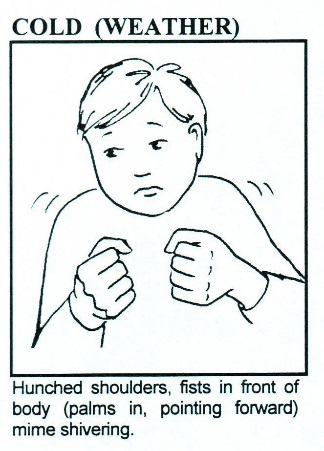 COLD (WEATHER)
Hunched shoulders, fists in front of
body (palms in, pointing forward)
mime shivering.